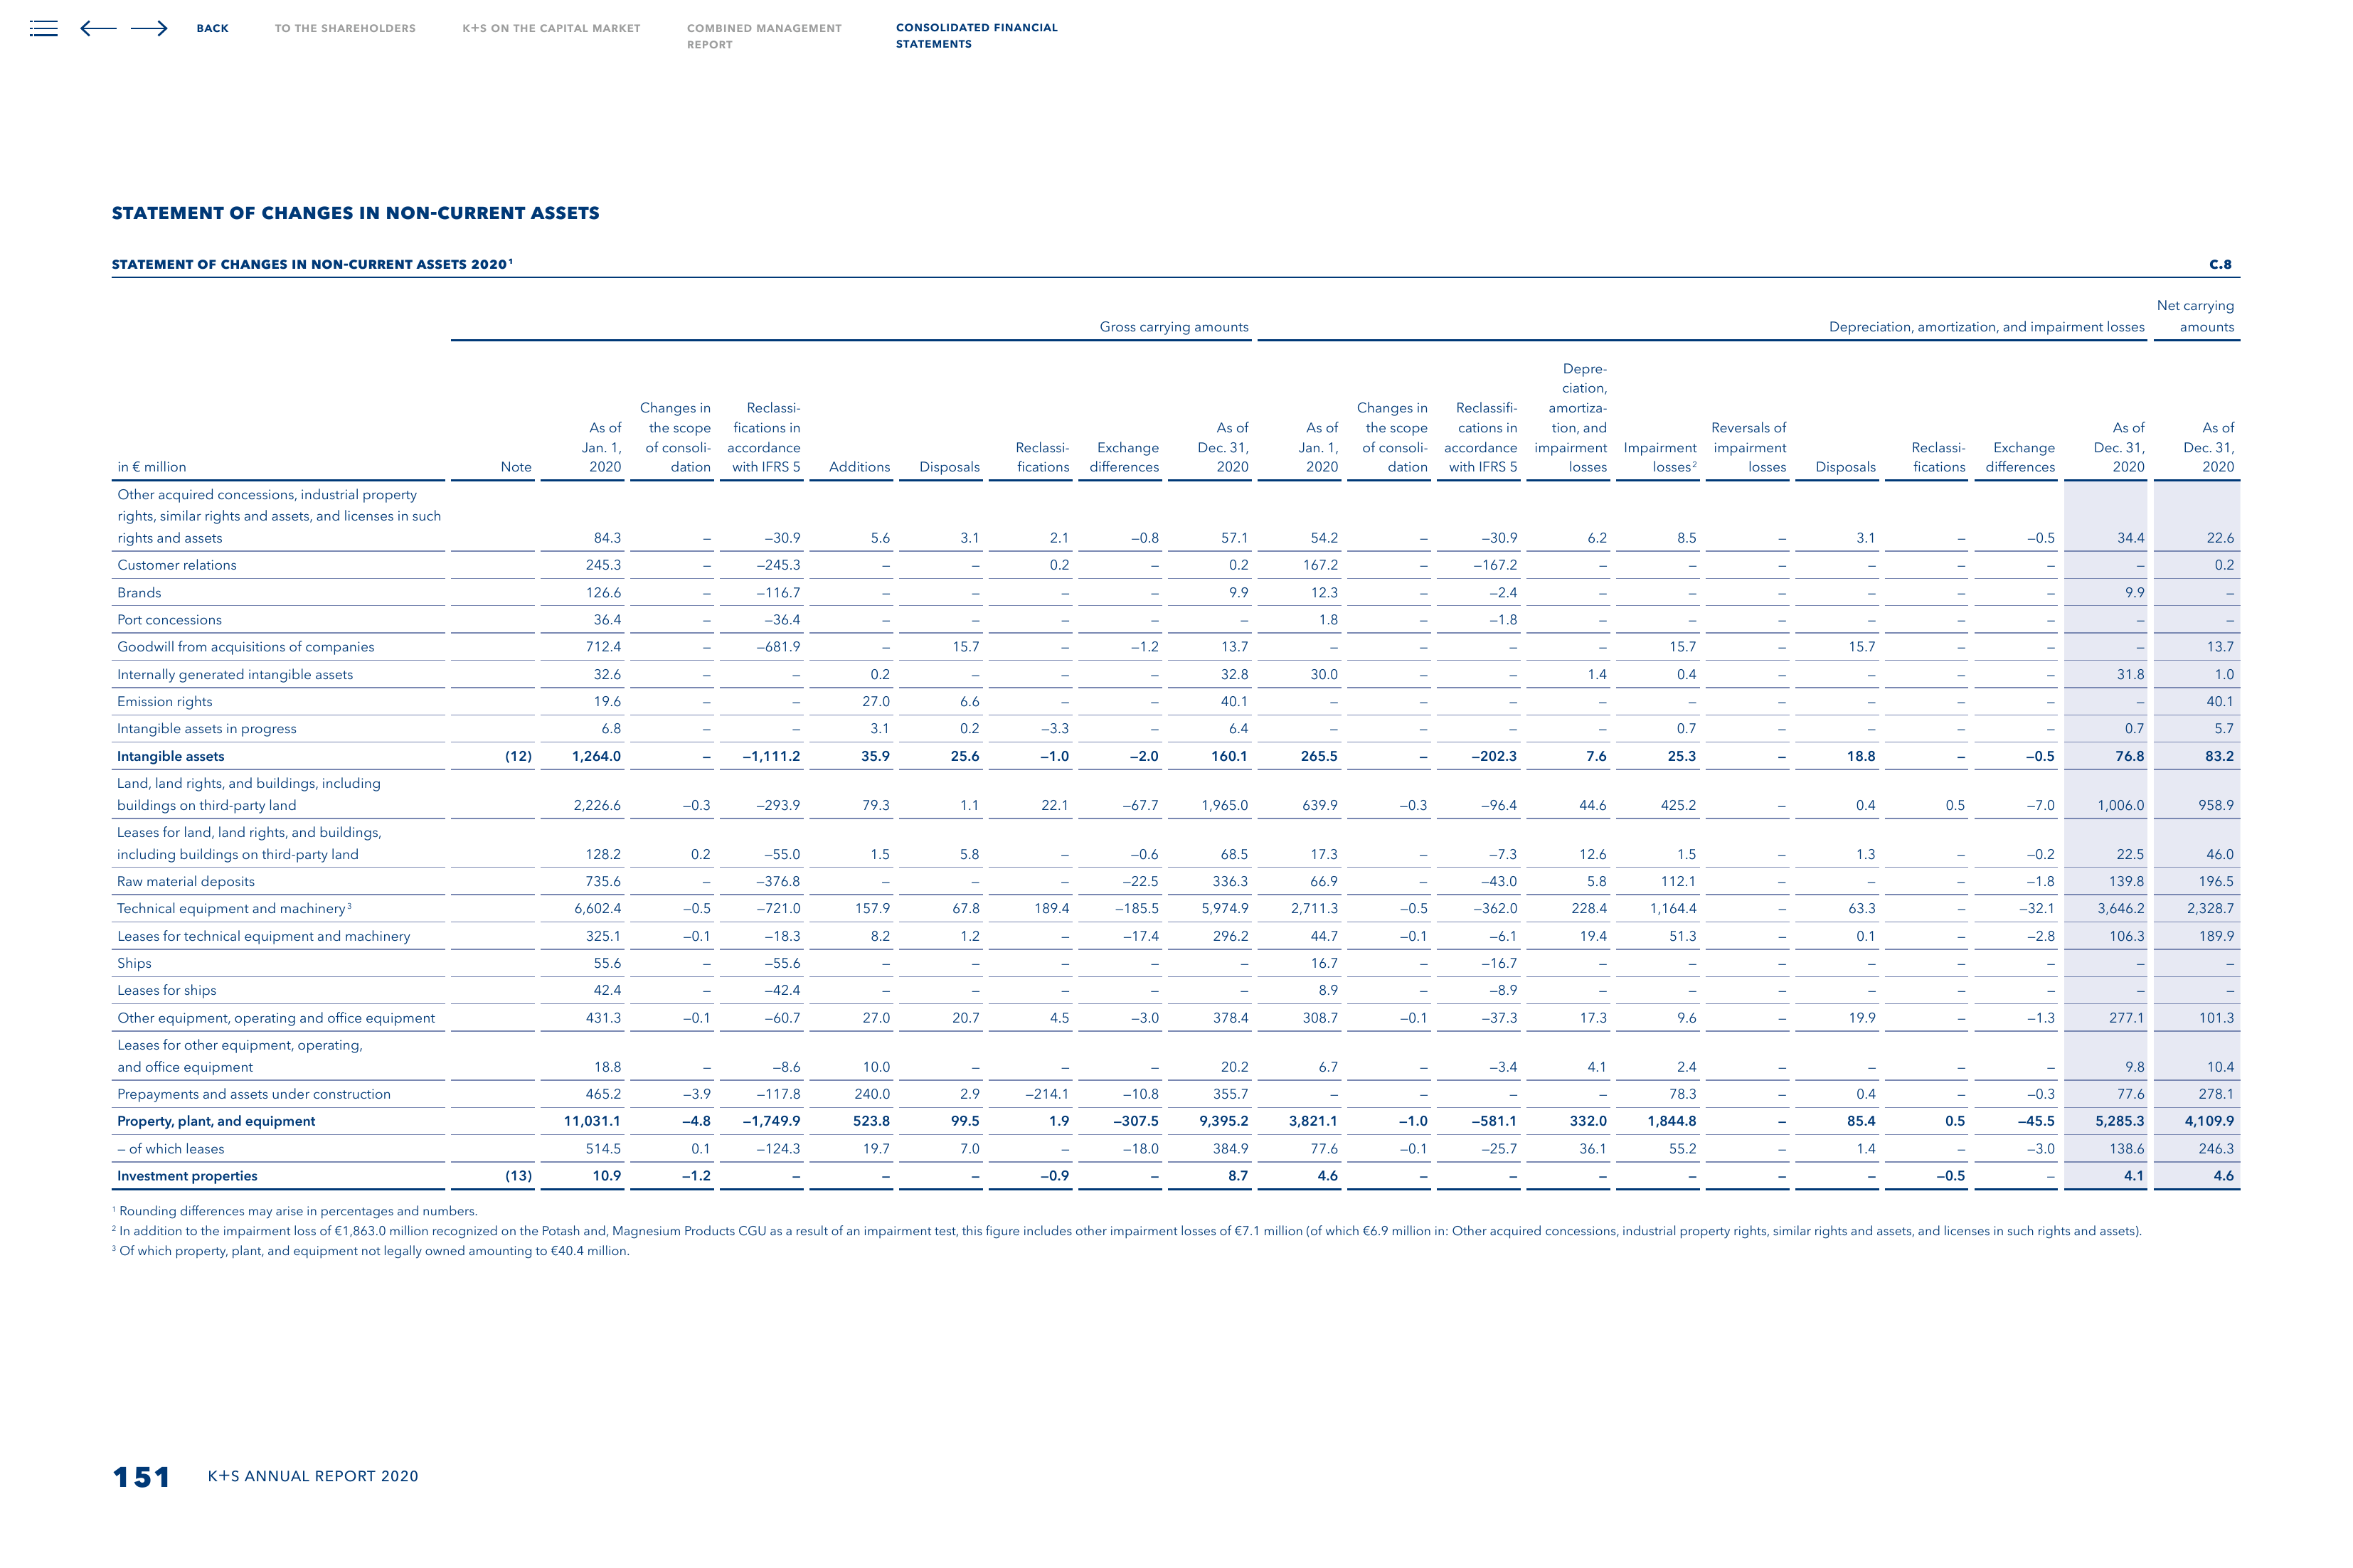 BACK TO THE SHAREHOLDERS K+S ON THE CAPITAL MARKET COMBINED MANAGEMENT CONSOLIDATED FINANCIAL
REPORT STATEMENTS
STATEMENT OF CHANGES IN NON-CURRENT ASSETS
STATEMENT OF CHANGES IN NON-CURRENT ASSETS 2020¹ C.8
Net carrying
Gross carrying amounts Depreciation, amortization, and impairment losses amounts
Depre-
ciation,
Changes in Reclassi- Changes in Reclassifi- amortiza-
As of the scope fications in As of As of the scope cations in tion, and Reversals of As of As of
Jan. 1, of consoli- accordance Reclassi- Exchange Dec. 31, Jan. 1, of consoli- accordance impairment Impairment impairment Reclassi- Exchange Dec. 31, Dec. 31,
in € million Note 2020 dation with IFRS 5 Additions Disposals fications differences 2020 2020 dation with IFRS 5 losses losses² losses Disposals fications differences 2020 2020
Other acquired concessions, industrial property
rights, similar rights and assets, and licenses in such
rights and assets 84.3 – –30.9 5.6 3.1 2.1 –0.8 57.1 54.2 – –30.9 6.2 8.5 – 3.1 – –0.5 34.4 22.6
Customer relations 245.3 – –245.3 – – 0.2 – 0.2 167.2 – –167.2 – – – – – – – 0.2
Brands 126.6 – –116.7 – – – – 9.9 12.3 – –2.4 – – – – – – 9.9 –
Port concessions 36.4 – –36.4 – – – – – 1.8 – –1.8 – – – – – – – –
Goodwill from acquisitions of companies 712.4 – –681.9 – 15.7 – –1.2 13.7 – – – – 15.7 – 15.7 – – – 13.7
Internally generated intangible assets 32.6 – – 0.2 – – – 32.8 30.0 – – 1.4 0.4 – – – – 31.8 1.0
Emission rights 19.6 – – 27.0 6.6 – – 40.1 – – – – – – – – – – 40.1
Intangible assets in progress 6.8 – – 3.1 0.2 –3.3 – 6.4 – – – – 0.7 – – – – 0.7 5.7
Intangible assets (12) 1,264.0 – –1,111.2 35.9 25.6 –1.0 –2.0 160.1 265.5 – –202.3 7.6 25.3 – 18.8 – –0.5 76.8 83.2
Land, land rights, and buildings, including
buildings on third-party land 2,226.6 –0.3 –293.9 79.3 1.1 22.1 –67.7 1,965.0 639.9 –0.3 –96.4 44.6 425.2 – 0.4 0.5 –7.0 1,006.0 958.9
Leases for land, land rights, and buildings,
including buildings on third-party land 128.2 0.2 –55.0 1.5 5.8 – –0.6 68.5 17.3 – –7.3 12.6 1.5 – 1.3 – –0.2 22.5 46.0
Raw material deposits 735.6 – –376.8 – – – –22.5 336.3 66.9 – –43.0 5.8 112.1 – – – –1.8 139.8 196.5
Technical equipment and machinery³ 6,602.4 –0.5 –721.0 157.9 67.8 189.4 –185.5 5,974.9 2,711.3 –0.5 –362.0 228.4 1,164.4 – 63.3 – –32.1 3,646.2 2,328.7
Leases for technical equipment and machinery 325.1 –0.1 –18.3 8.2 1.2 – –17.4 296.2 44.7 –0.1 –6.1 19.4 51.3 – 0.1 – –2.8 106.3 189.9
Ships 55.6 – –55.6 – – – – – 16.7 – –16.7 – – – – – – – –
Leases for ships 42.4 – –42.4 – – – – – 8.9 – –8.9 – – – – – – – –
Other equipment, operating and office equipment 431.3 –0.1 –60.7 27.0 20.7 4.5 –3.0 378.4 308.7 –0.1 –37.3 17.3 9.6 – 19.9 – –1.3 277.1 101.3
Leases for other equipment, operating,
and office equipment 18.8 – –8.6 10.0 – – – 20.2 6.7 – –3.4 4.1 2.4 – – – – 9.8 10.4
Prepayments and assets under construction 465.2 –3.9 –117.8 240.0 2.9 –214.1 –10.8 355.7 – – – – 78.3 – 0.4 – –0.3 77.6 278.1
Property, plant, and equipment 11,031.1 –4.8 –1,749.9 523.8 99.5 1.9 –307.5 9,395.2 3,821.1 –1.0 –581.1 332.0 1,844.8 – 85.4 0.5 –45.5 5,285.3 4,109.9
– of which leases 514.5 0.1 –124.3 19.7 7.0 – –18.0 384.9 77.6 –0.1 –25.7 36.1 55.2 – 1.4 – –3.0 138.6 246.3
Investment properties (13) 10.9 –1.2 – – – –0.9 – 8.7 4.6 – – – – – – –0.5 – 4.1 4.6
¹ Rounding differences may arise in percentages and numbers.
² In addition to the impairment loss of €1,863.0 million recognized on the Potash and, Magnesium Products CGU as a result of an impairment test, this figure includes other impairment losses of €7.1 million (of which €6.9 million in: Other acquired concessions, industrial property rights, similar rights and assets, and licenses in such rights and assets).
³ Of which property, plant, and equipment not legally owned amounting to €40.4 million.
151 K+S ANNUAL REPORT 2020